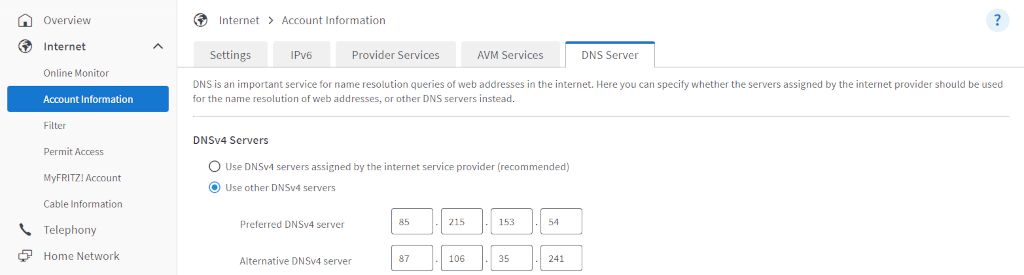 Overview
Internet
Online Monitor
Account Information
Filter
Permit Access
MyFRITZ! Account
Cable Information
Telephony
Home Network
Internet > Account Information
?
Settings IPv6 Provider Services AVM Services DNS Server
DNS is an important service for name resolution queries of web addresses in the internet. Here you can specify whether the servers assigned by the internet provider should be used
for the name resolution of web addresses, or other DNS servers instead.
DNSv4 Servers
Use DNSv4 servers assigned by the internet service provider (recommended)
Use other DNSv4 servers
Preferred DNSv4 server 85 . 215 . 153 . 54
Alternative DNSv4 server 87 . 106 . 35 . 241